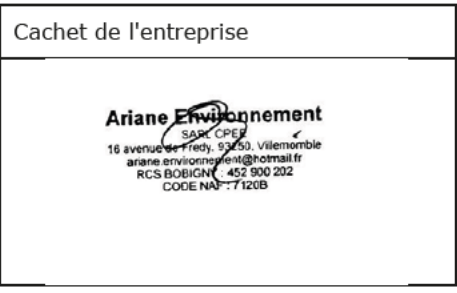 Cachet de l'entreprise
Ariane Environnement
SARL CPEE
16 avenue de Fredy, 93250, Villemomble
ariane.environnement@hotmail.fr
RCS BOBIGNY : 452 900 202
CODE NAF : 7120B